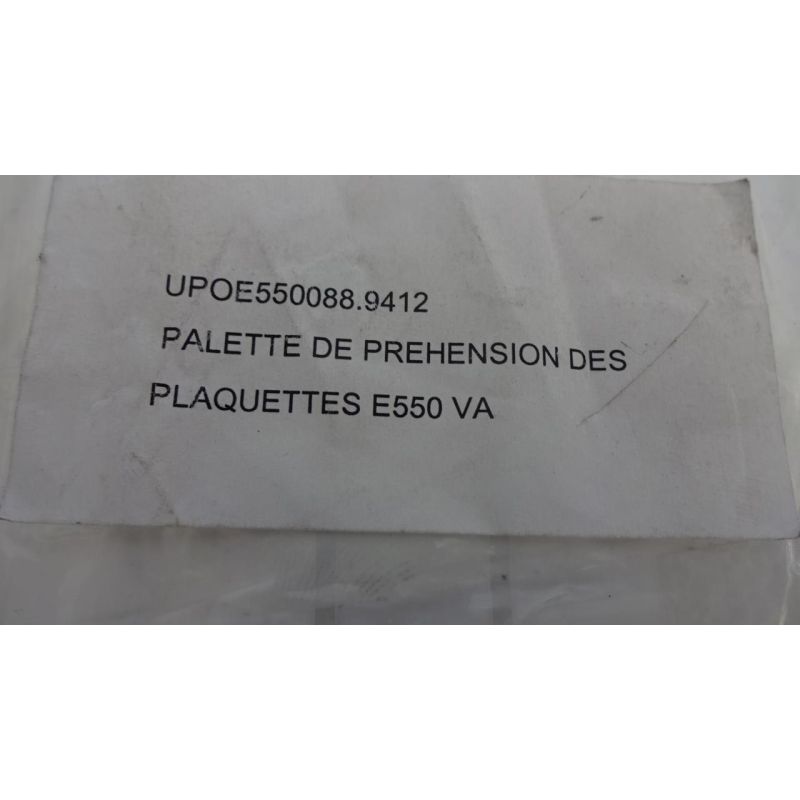 UPOE550088.9412
PALETTE DE PREHENSION DES
PLAQUETTES E550 VA